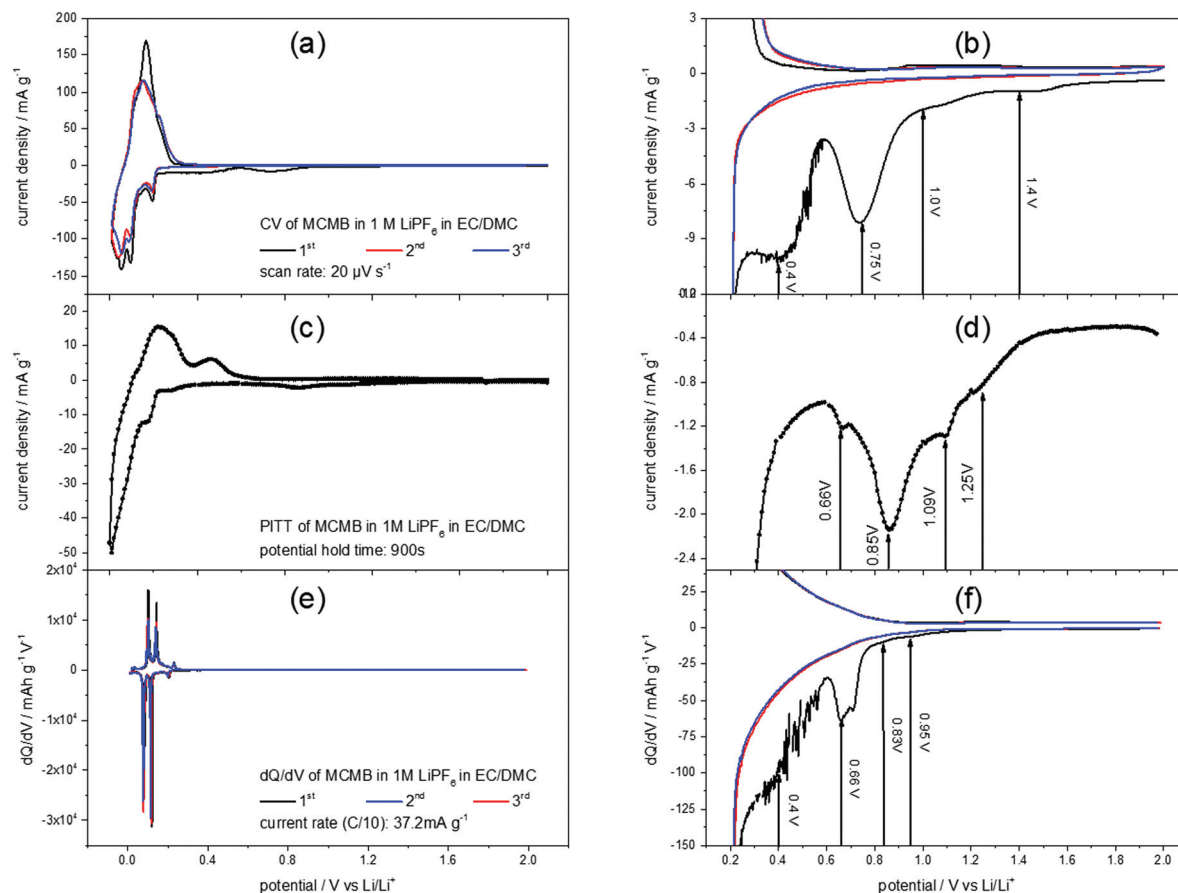 (a)
200
150
100
50
0
-50
-100
-150
current density / mA g⁻¹
CV of MCMB in 1 M LiPF₆ in EC/DMC
1ˢᵗ 2ⁿᵈ 3ʳᵈ
scan rate: 20 µV s⁻¹
(b)
3
0
-3
-6
-9
current density / mA g⁻¹
0.4 V
0.75 V
1.0 V
1.4 V
(c)
20
10
0
-10
-20
-30
-40
-50
current density / mA g⁻¹
PITT of MCMB in 1M LiPF₆ in EC/DMC
potential hold time: 900s
(d)
-0.4
-0.8
-1.2
-1.6
-2.0
-2.4
current density / mA g⁻¹
0.66V
0.85V
1.09V
1.25V
(e)
2x10⁴
1x10⁴
0
-1x10⁴
-2x10⁴
-3x10⁴
dQ/dV / mAh g⁻¹ V⁻¹
dQ/dV of MCMB in 1M LiPF₆ in EC/DMC
1ˢᵗ 2ⁿᵈ 3ʳᵈ
current rate (C/10): 37.2mA g⁻¹
0.0 0.4 0.8 1.2 1.6 2.0
potential / V vs Li/Li⁺
(f)
25
0
-25
-50
-75
-100
-125
-150
dQ/dV / mAh g⁻¹ V⁻¹
0.4 V
0.66 V
0.83V
0.95 V
0.2 0.4 0.6 0.8 1.0 1.2 1.4 1.6 1.8 2.0
potential / V vs Li/Li⁺